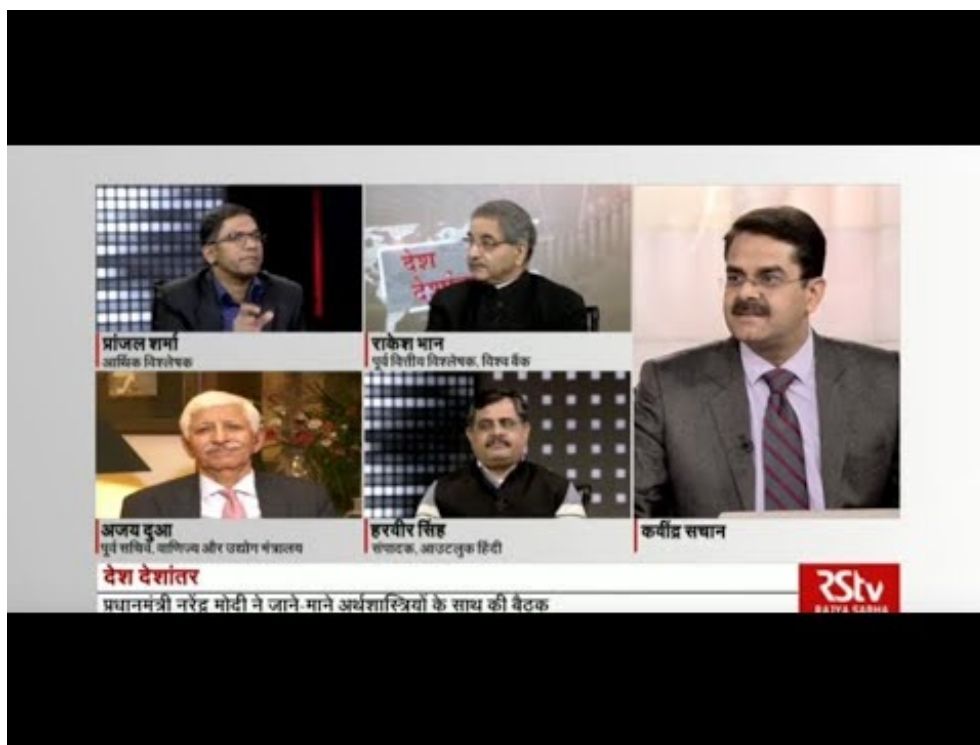 देश
देशांत
प्रांजल शर्मा
आर्थिक विश्लेषक
राकेश भान
पूर्व वित्तीय विश्लेषक, विश्व बैंक
अजय दुआ
पूर्व सचिव, वाणिज्य और उद्योग मंत्रालय
हरवीर सिंह
संपादक, आउटलुक हिंदी
कवींद्र सचान
देश देशांतर
प्रधानमंत्री नरेंद्र मोदी ने जाने-माने अर्थशास्त्रियों के साथ की बैठक
RStv
RAJYA SABHA